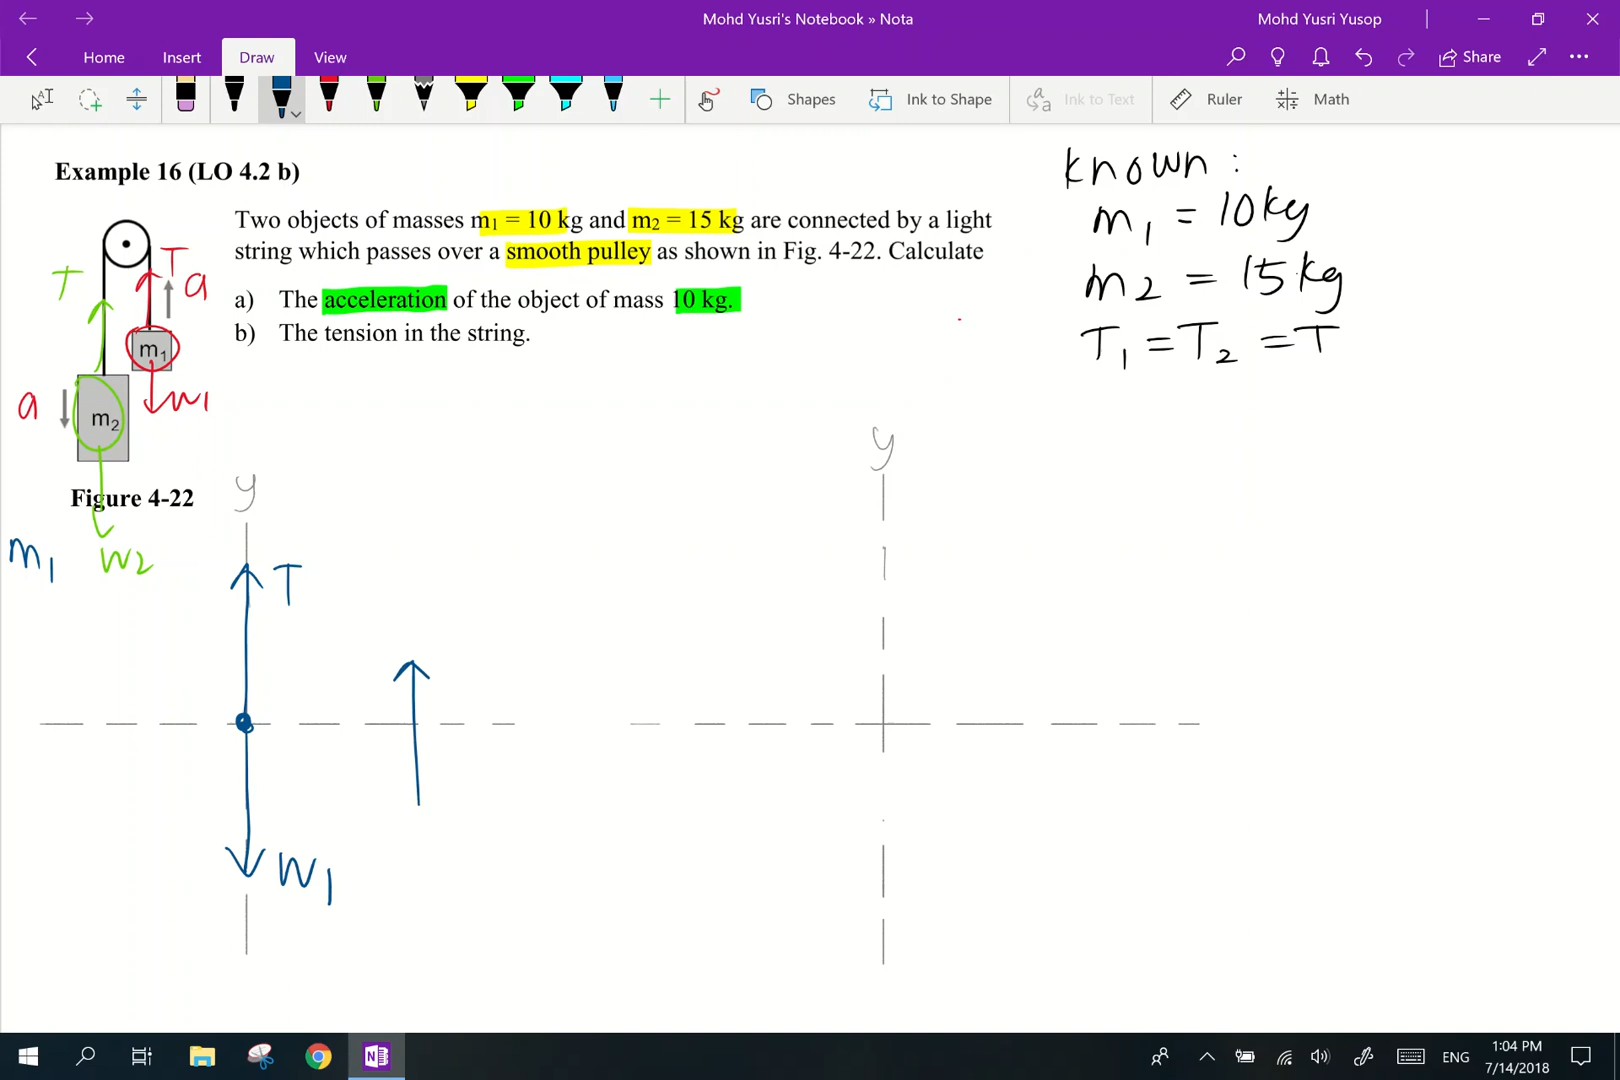 Mohd Yusri's Notebook » Nota
Mohd Yusri Yusop
Home Insert Draw View
Share
Shapes Ink to Shape Ink to Text Ruler Math
Example 16 (LO 4.2 b)
Two objects of masses m₁ = 10 kg and m₂ = 15 kg are connected by a light
string which passes over a smooth pulley as shown in Fig. 4-22. Calculate
a) The acceleration of the object of mass 10 kg.
b) The tension in the string.
known :
m₁ = 10kg
m₂ = 15kg
T₁ = T₂ = T
T
T
a
m₁
W1
a
m₂
Figure 4-22
W2
m₁
y
T
W₁
y
ENG
1:04 PM
7/14/2018